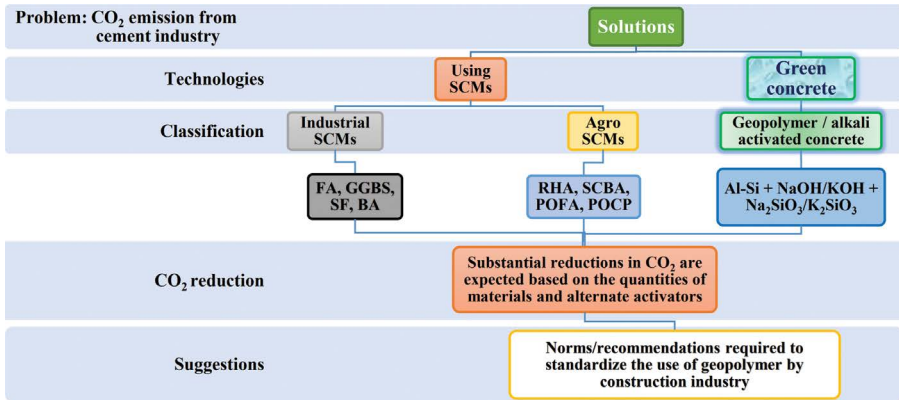 Problem: CO₂ emission from
cement industry
Solutions
Technologies
Using
SCMs
Green
concrete
Classification
Industrial
SCMs
Agro
SCMs
Geopolymer / alkali
activated concrete
FA, GGBS,
SF, BA
RHA, SCBA,
POFA, POCP
Al-Si + NaOH/KOH +
Na₂SiO₃/K₂SiO₃
CO₂ reduction
Substantial reductions in CO₂ are
expected based on the quantities of
materials and alternate activators
Suggestions
Norms/recommendations required to
standardize the use of geopolymer by
construction industry